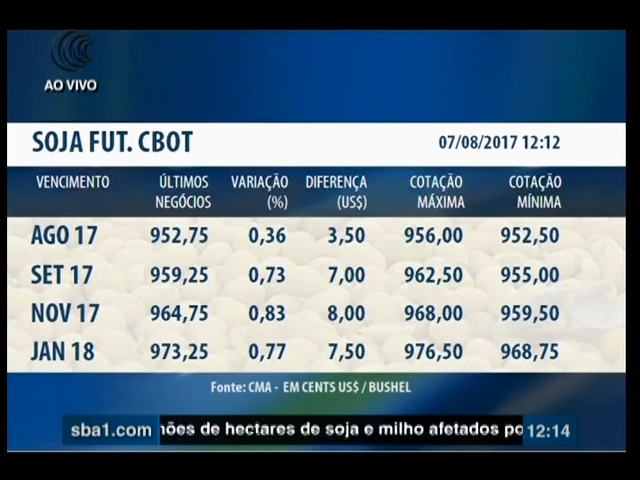 AO VIVO
SOJA FUT. CBOT 07/08/2017 12:12
VENCIMENTO ÚLTIMOS NEGÓCIOS VARIAÇÃO (%) DIFERENÇA (US$) COTAÇÃO MÁXIMA COTAÇÃO MÍNIMA
AGO 17 952,75 0,36 3,50 956,00 952,50
SET 17 959,25 0,73 7,00 962,50 955,00
NOV 17 964,75 0,83 8,00 968,00 959,50
JAN 18 973,25 0,77 7,50 976,50 968,75
Fonte: CMA - EM CENTS US$ / BUSHEL
sba1.com hões de hectares de soja e milho afetados po 12:14